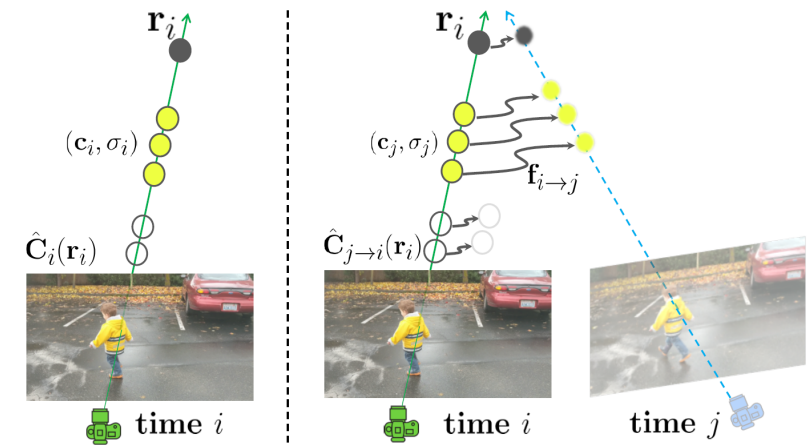 r_i
(c_i, σ_i)
Ĉ_i(r_i)
time i
r_i
(c_j, σ_j)
f_{i→j}
Ĉ_{j→i}(r_i)
time i
time j